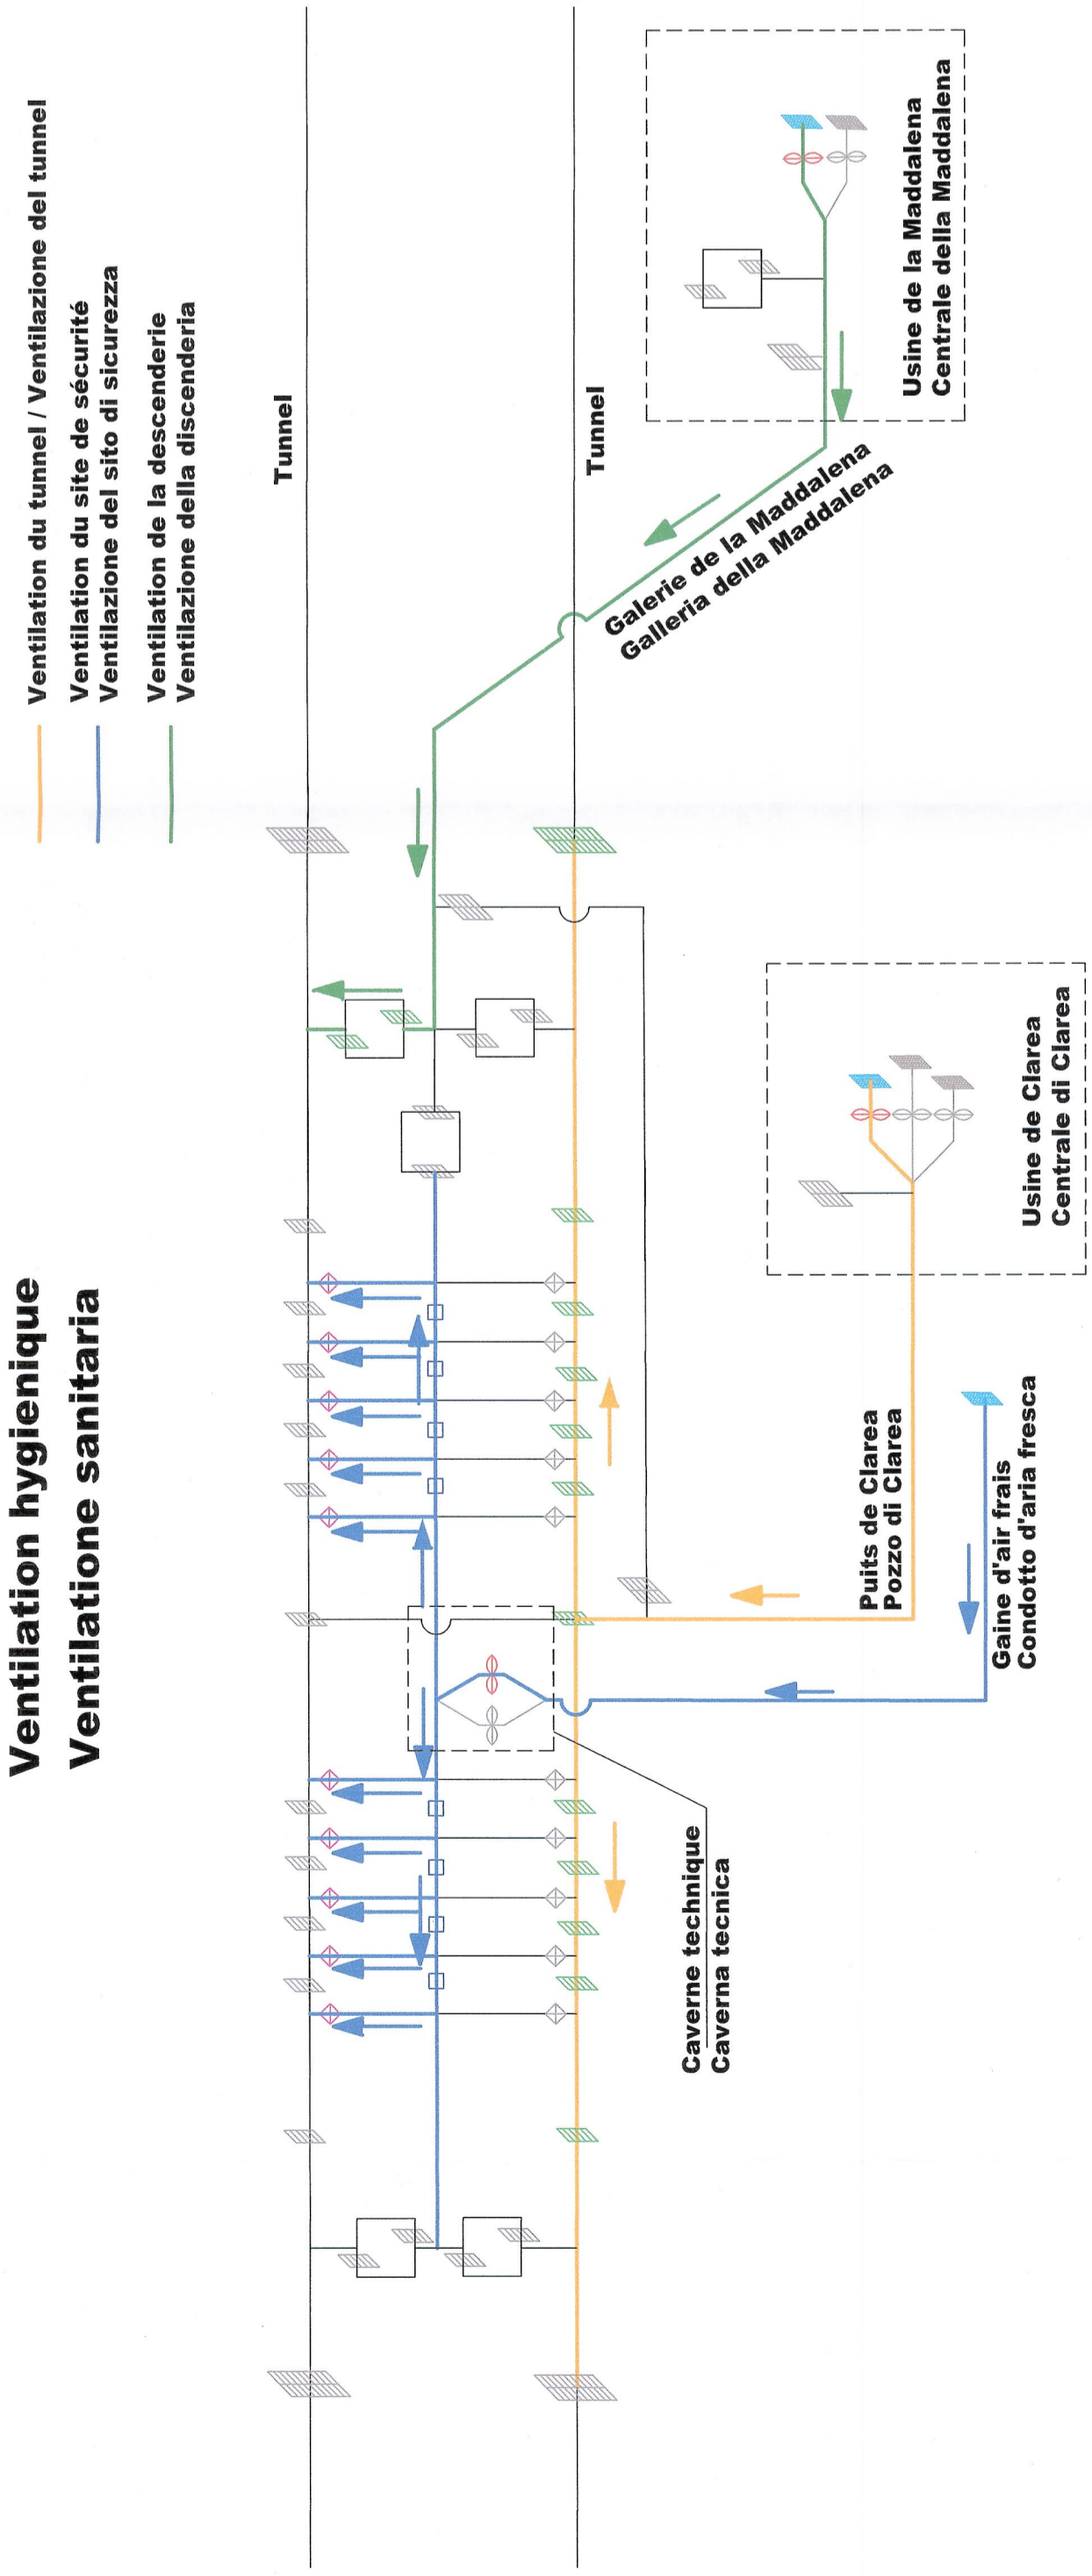 Ventilation hygienique
Ventilatione sanitaria
Ventilation du tunnel / Ventilazione del tunnel
Ventilation du site de sécurité
Ventilazione del sito di sicurezza
Ventilation de la descenderie
Ventilazione della discenderia
Tunnel
Tunnel
Caverne technique
Caverna tecnica
Puits de Clarea
Pozzo di Clarea
Gaine d'air frais
Condotto d'aria fresca
Usine de Clarea
Centrale di Clarea
Galerie de la Maddalena
Galleria della Maddalena
Usine de la Maddalena
Centrale della Maddalena